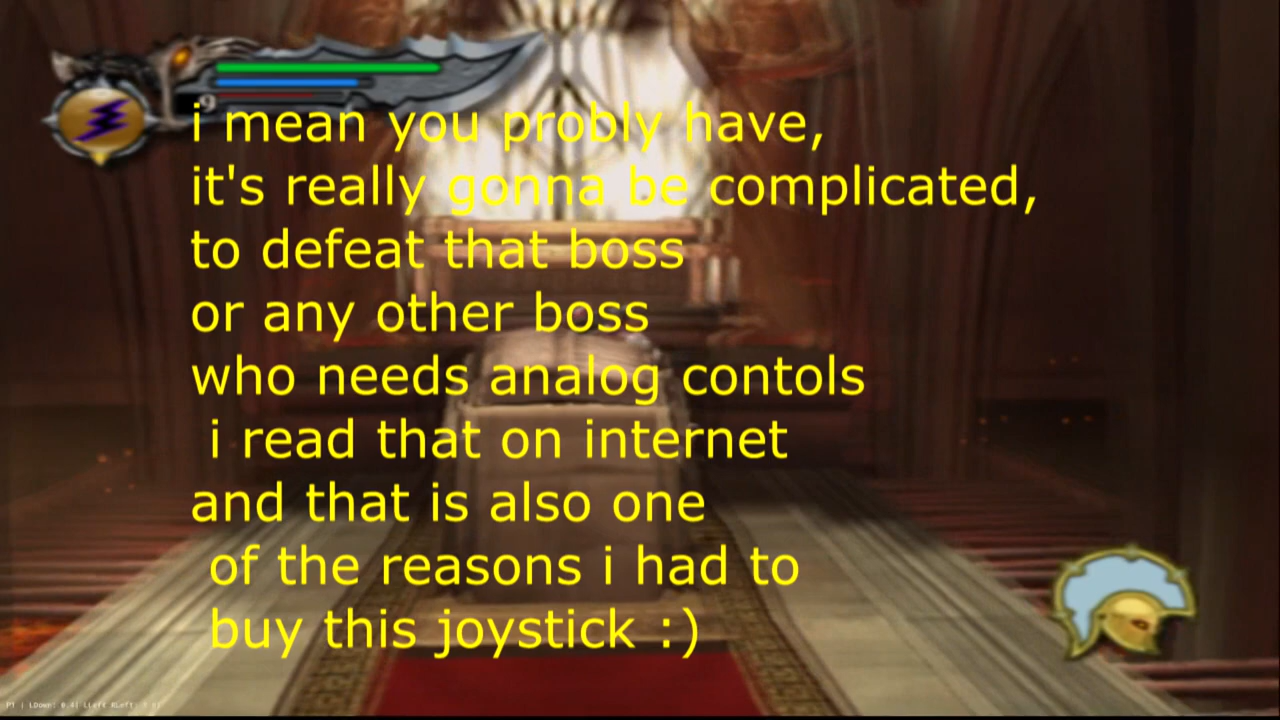 9
i mean you probly have,
it's really gonna be complicated,
to defeat that boss
or any other boss
who needs analog contols
i read that on internet
and that is also one
of the reasons i had to
buy this joystick :)